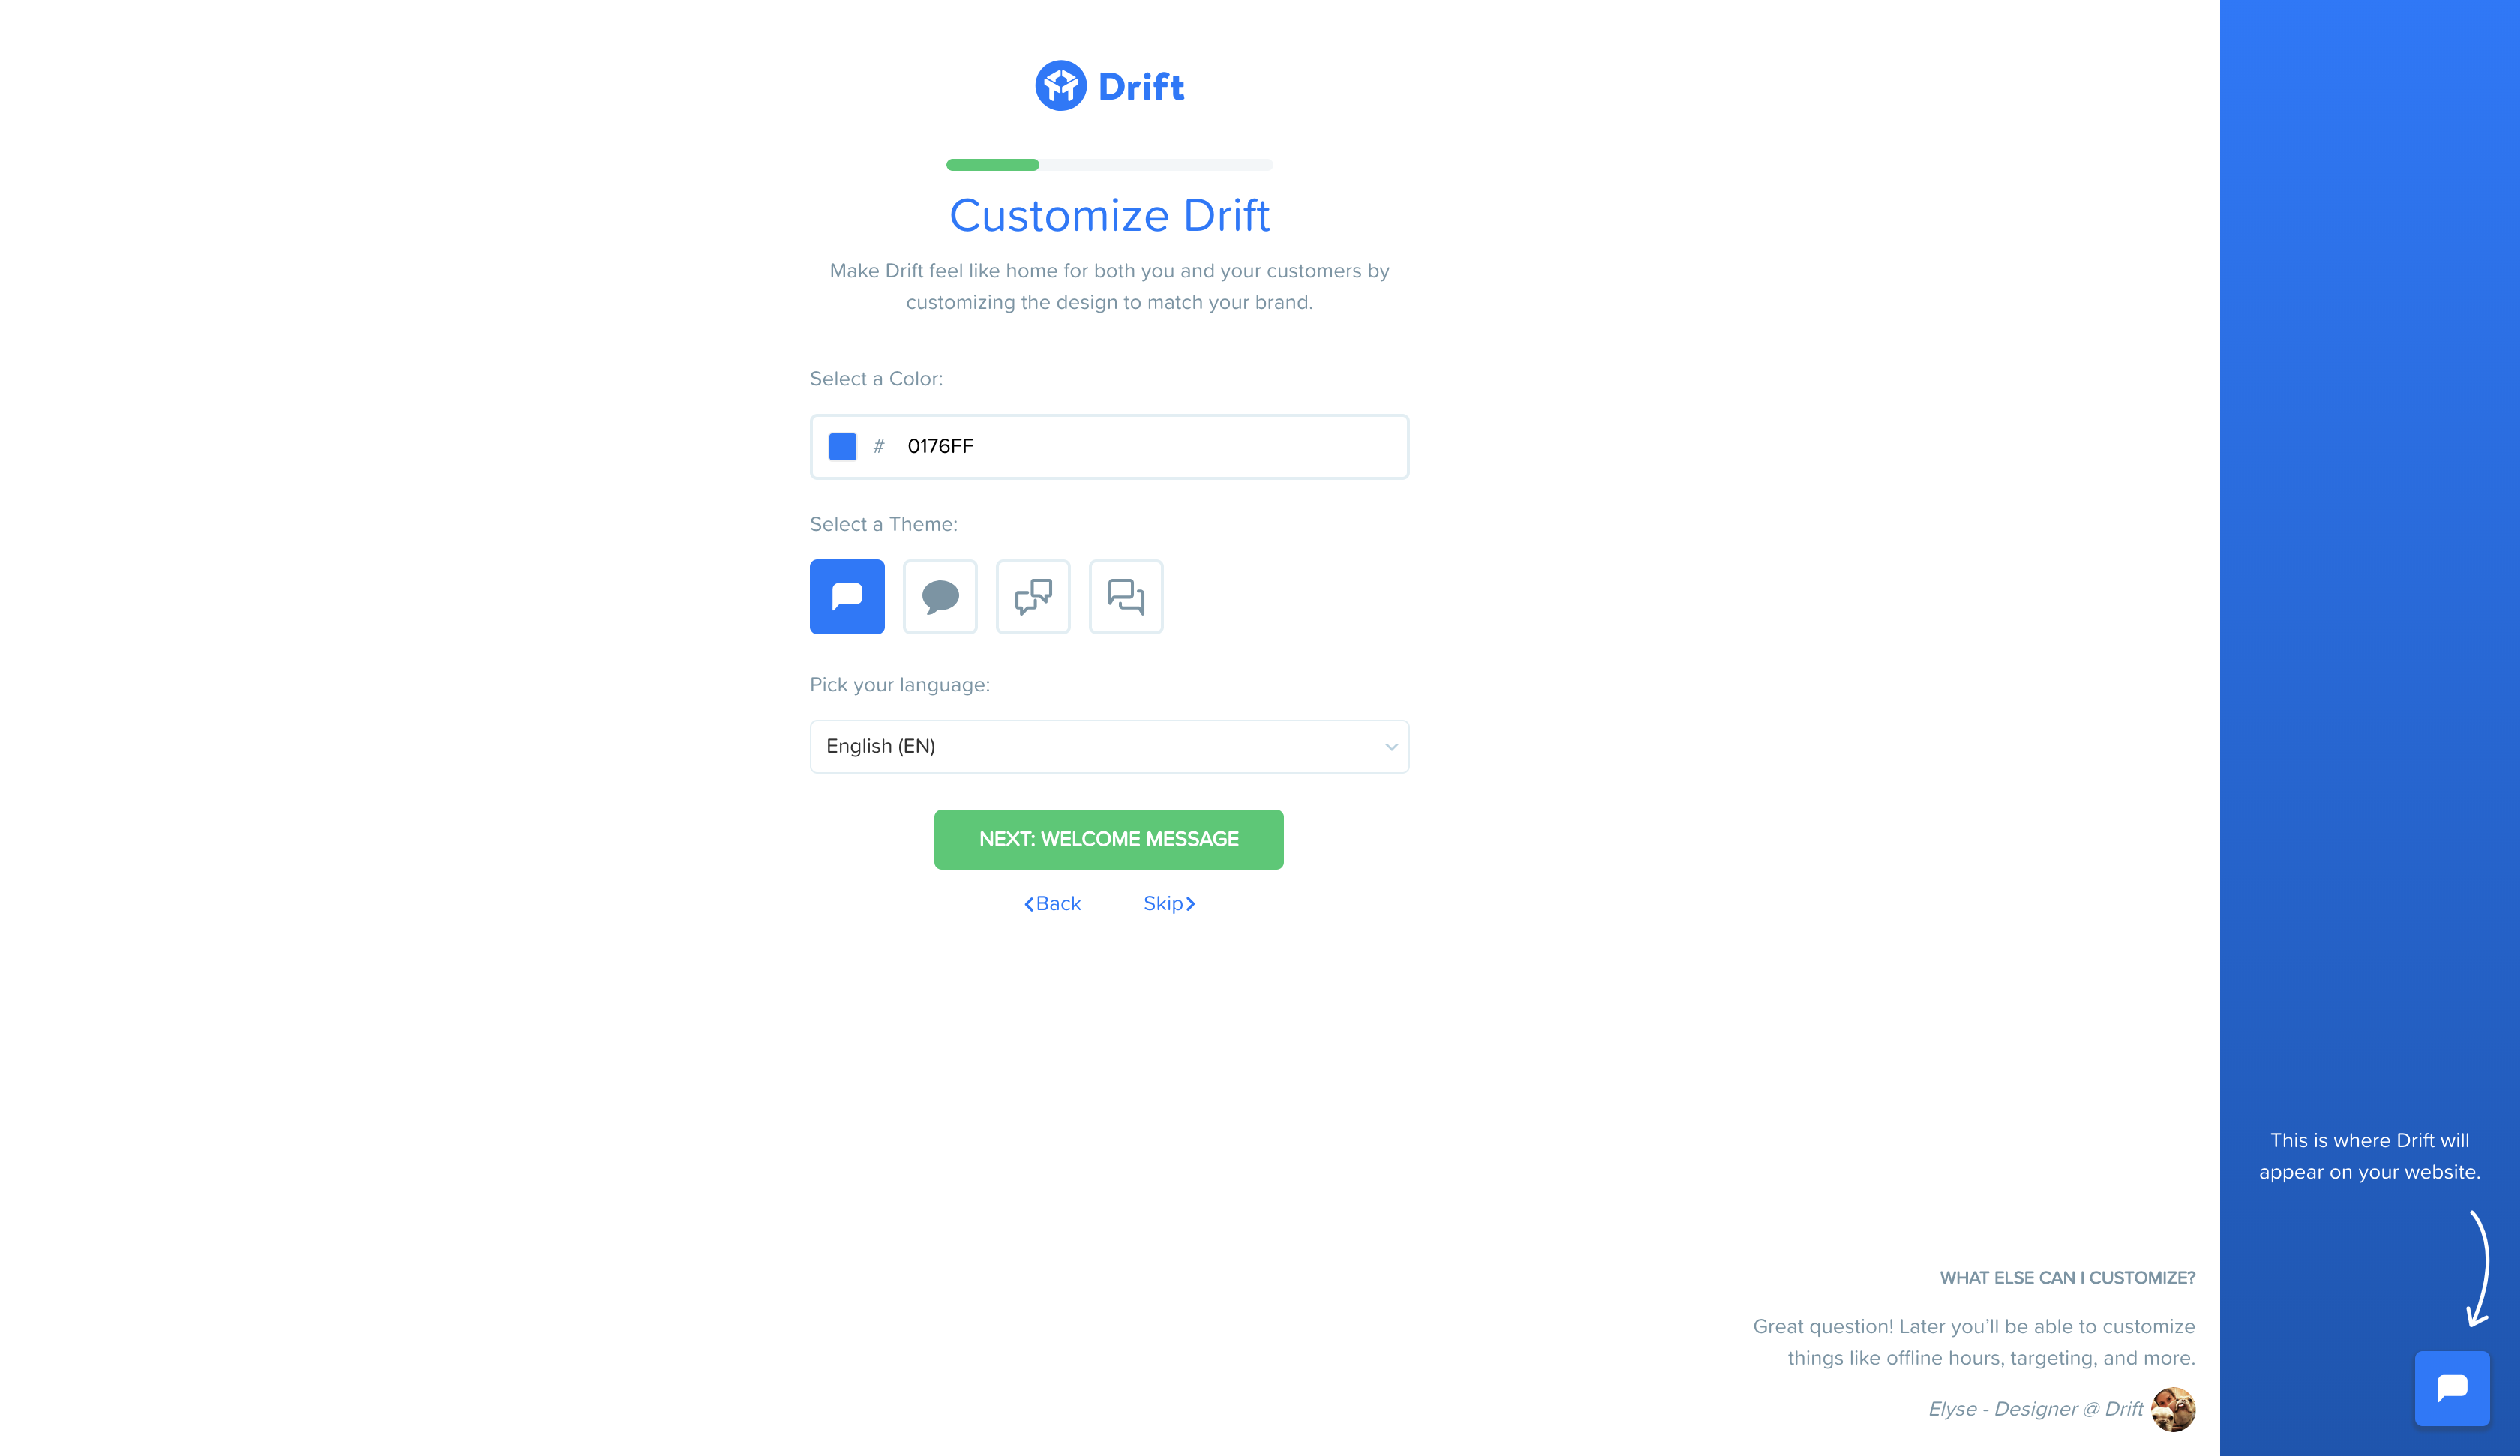 Drift
Customize Drift
Make Drift feel like home for both you and your customers by
customizing the design to match your brand.
Select a Color:
# 0176FF
Select a Theme:
Pick your language:
English (EN)
NEXT: WELCOME MESSAGE
Back Skip
This is where Drift will
appear on your website.
WHAT ELSE CAN I CUSTOMIZE?
Great question! Later you’ll be able to customize
things like offline hours, targeting, and more.
Elyse - Designer @ Drift